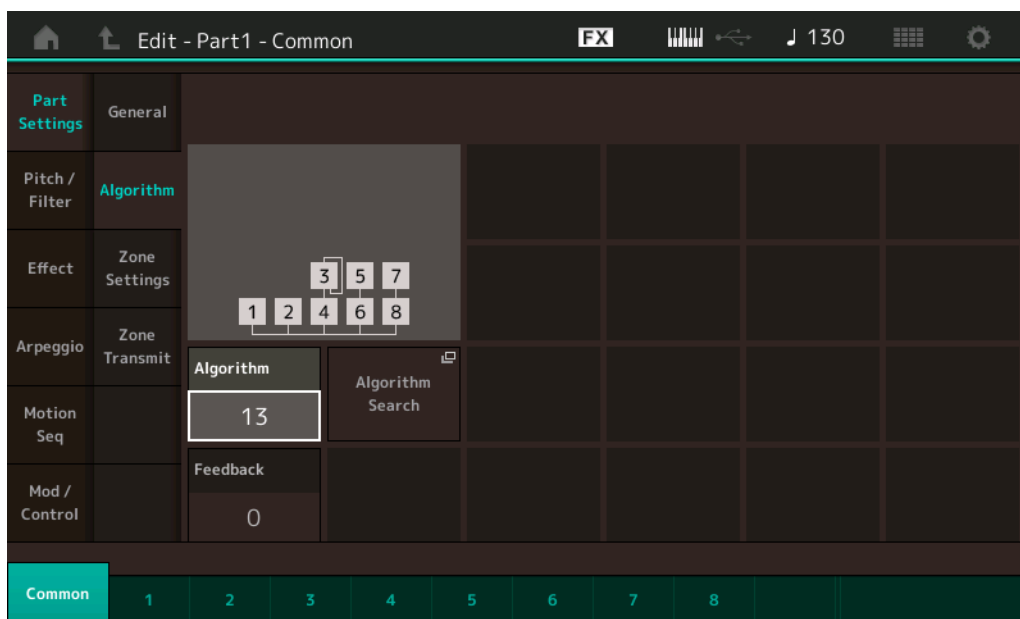 Edit - Part1 - Common
FX
130
Part
Settings
General
Pitch /
Filter
Algorithm
Effect
Zone
Settings
3 5 7
1 2 4 6 8
Arpeggio
Zone
Transmit
Algorithm
13
Algorithm
Search
Motion
Seq
Feedback
0
Mod /
Control
Common 1 2 3 4 5 6 7 8